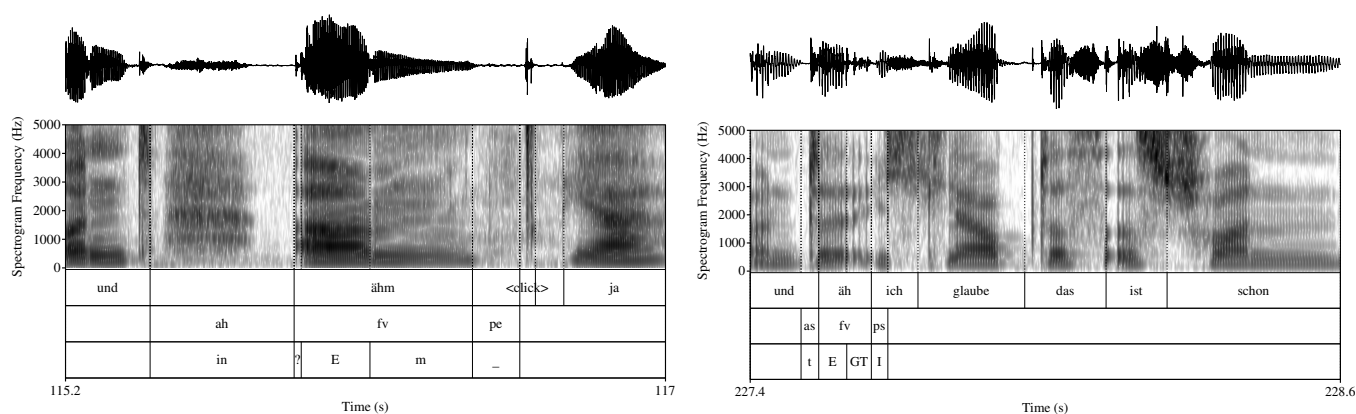 5000
4000
3000
2000
1000
0
Spectrogram Frequency (Hz)
und ähm <click> ja
ah fv pe
in ? E m _
115.2 117
Time (s)
5000
4000
3000
2000
1000
0
Spectrogram Frequency (Hz)
und äh ich glaube das ist schon
as fv ps
t E GT I
227.4 228.6
Time (s)